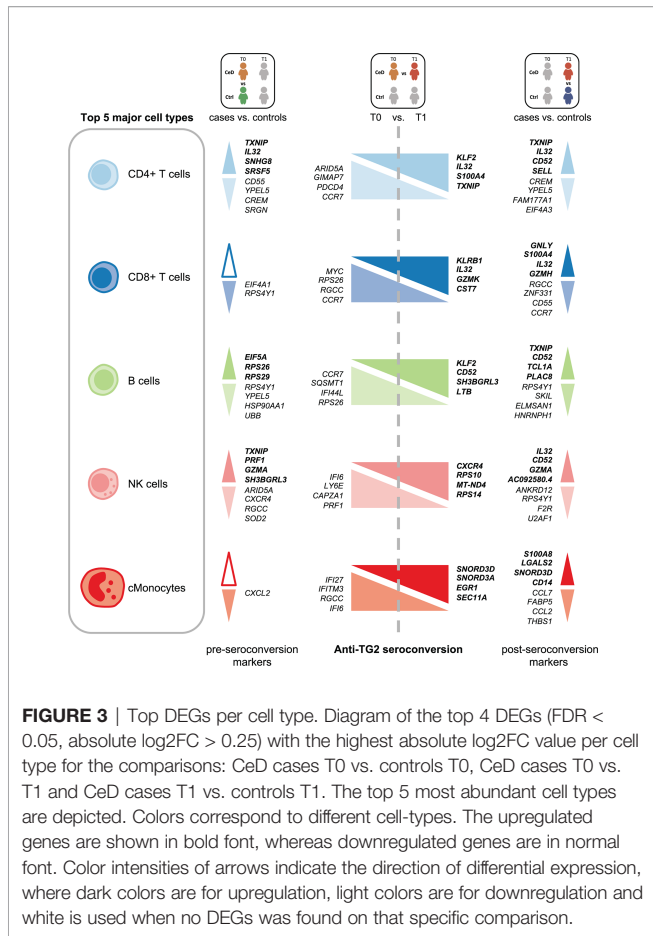 T0 T1
CeD
vs
Ctrl
T0 T1
CeD vs
Ctrl
T0 T1
CeD
vs
Ctrl
Top 5 major cell types
cases vs. controls
T0 vs. T1
cases vs. controls
CD4+ T cells
TXNIP
IL32
SNHG8
SRSF5
CD55
YPEL5
CREM
SRGN
ARID5A
GIMAP7
PDCD4
CCR7
KLF2
IL32
S100A4
TXNIP
TXNIP
IL32
CD52
SELL
CREM
YPEL5
FAM177A1
EIF4A3
CD8+ T cells
EIF4A1
RPS4Y1
MYC
RPS26
RGCC
CCR7
KLRB1
IL32
GZMK
CST7
GNLY
S100A4
IL32
GZMH
RGCC
ZNF331
CD55
CCR7
B cells
EIF5A
RPS26
RPS29
RPS4Y1
YPEL5
HSP90AA1
UBB
CCR7
SQSMT1
IFI44L
RPS26
KLF2
CD52
SH3BGRL3
LTB
TXNIP
CD52
TCL1A
PLAC8
RPS4Y1
SKIL
ELMSAN1
HNRNPH1
NK cells
TXNIP
PRF1
GZMA
SH3BGRL3
ARID5A
CXCR4
RGCC
SOD2
IFI6
LY6E
CAPZA1
PRF1
CXCR4
RPS10
MT-ND4
RPS14
IL32
CD52
GZMA
AC092580.4
ANKRD12
RPS4Y1
F2R
U2AF1
cMonocytes
CXCL2
IFI27
IFITM3
RGCC
IFI6
SNORD3D
SNORD3A
EGR1
SEC11A
S100A8
LGALS2
SNORD3D
CD14
CCL7
FABP5
CCL2
THBS1
pre-seroconversion
markers
Anti-TG2 seroconversion
post-seroconversion
markers
FIGURE 3 | Top DEGs per cell type. Diagram of the top 4 DEGs (FDR <
0.05, absolute log2FC > 0.25) with the highest absolute log2FC value per cell
type for the comparisons: CeD cases T0 vs. controls T0, CeD cases T0 vs.
T1 and CeD cases T1 vs. controls T1. The top 5 most abundant cell types
are depicted. Colors correspond to different cell-types. The upregulated
genes are shown in bold font, whereas downregulated genes are in normal
font. Color intensities of arrows indicate the direction of differential expression,
where dark colors are for upregulation, light colors are for downregulation and
white is used when no DEGs was found on that specific comparison.